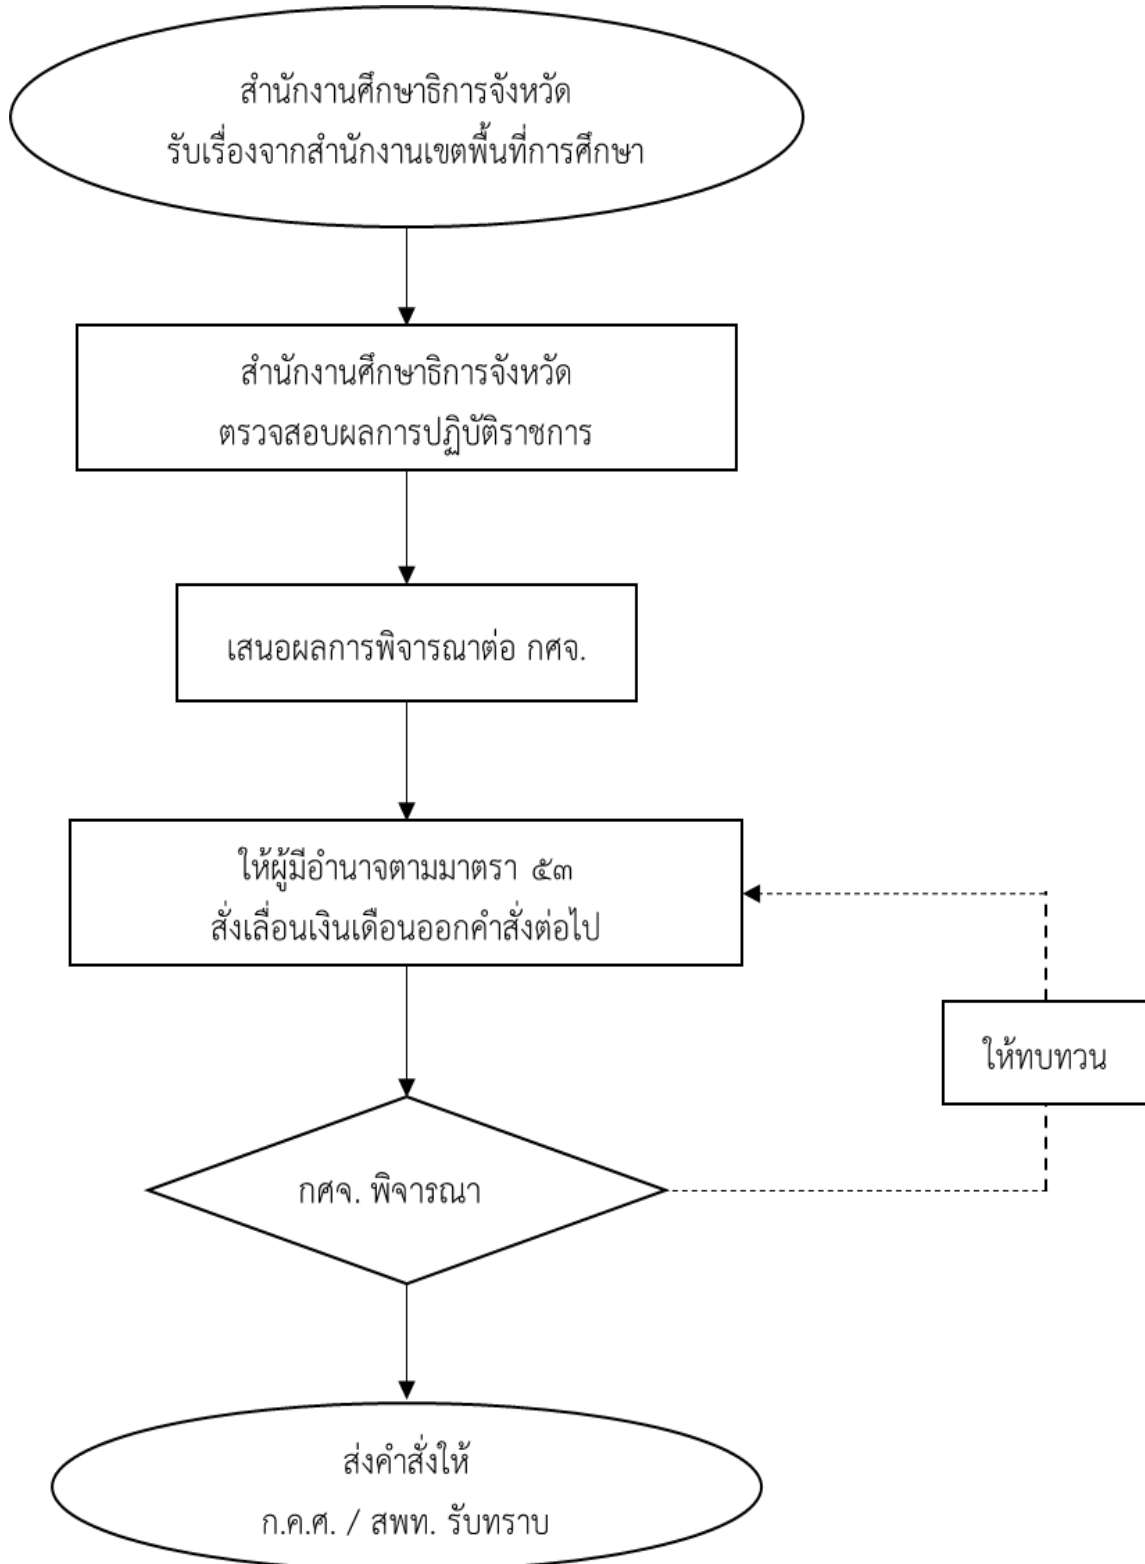 สำนักงานศึกษาธิการจังหวัด
รับเรื่องจากสำนักงานเขตพื้นที่การศึกษา
สำนักงานศึกษาธิการจังหวัด
ตรวจสอบผลการปฏิบัติราชการ
เสนอผลการพิจารณาต่อ กศจ.
ให้ผู้มีอำนาจตามมาตรา ๕๓
สั่งเลื่อนเงินเดือนออกคำสั่งต่อไป
ให้ทบทวน
กศจ. พิจารณา
ส่งคำสั่งให้
ก.ค.ศ. / สพท. รับทราบ